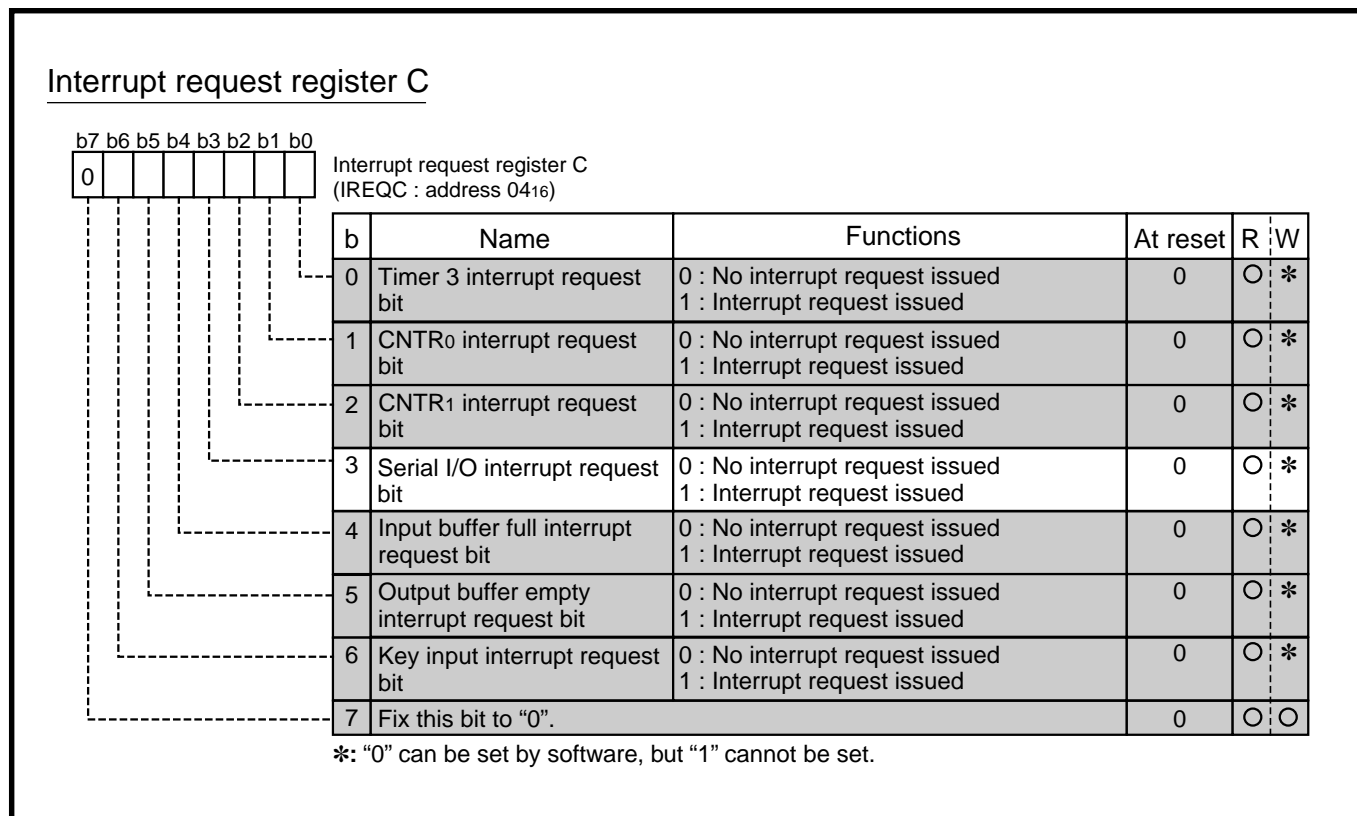 Interrupt request register C
b7 b6 b5 b4 b3 b2 b1 b0
0
Interrupt request register C
(IREQC : address 0416)
b Name Functions At reset R W
0 Timer 3 interrupt request bit 0 : No interrupt request issued 0 ○ ✻
1 : Interrupt request issued
1 CNTR0 interrupt request bit 0 : No interrupt request issued 0 ○ ✻
1 : Interrupt request issued
2 CNTR1 interrupt request bit 0 : No interrupt request issued 0 ○ ✻
1 : Interrupt request issued
3 Serial I/O interrupt request bit 0 : No interrupt request issued 0 ○ ✻
1 : Interrupt request issued
4 Input buffer full interrupt request bit 0 : No interrupt request issued 0 ○ ✻
1 : Interrupt request issued
5 Output buffer empty interrupt request bit 0 : No interrupt request issued 0 ○ ✻
1 : Interrupt request issued
6 Key input interrupt request bit 0 : No interrupt request issued 0 ○ ✻
1 : Interrupt request issued
7 Fix this bit to “0”. 0 ○ ○
✻: “0” can be set by software, but “1” cannot be set.